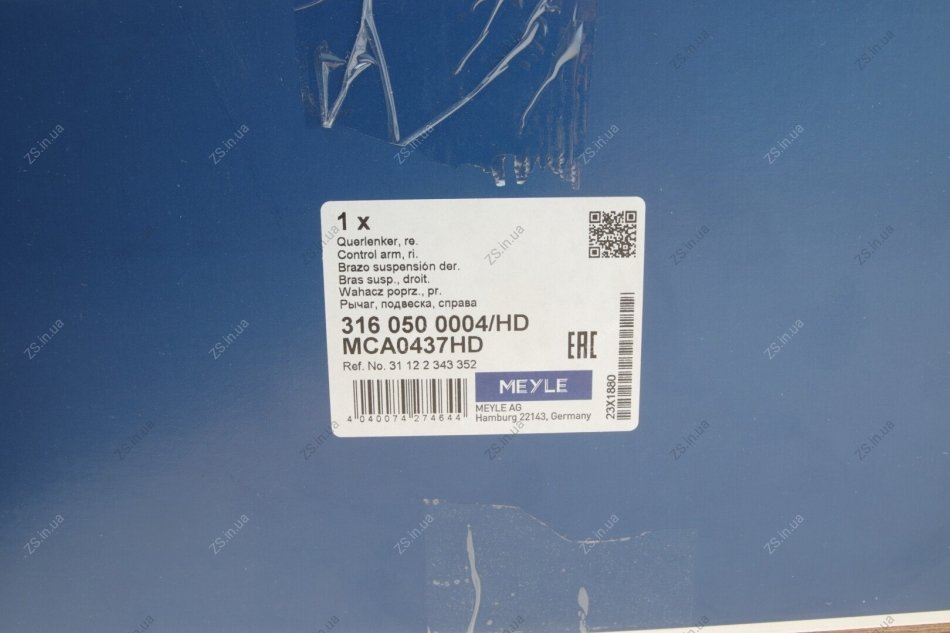 1 x
Querlenker, re.
Control arm, ri.
Brazo suspensión der.
Bras susp., droit.
Wahacz poprz., pr.
Рычаг, подвеска, справа
316 050 0004/HD
MCA0437HD
Ref. No. 31 12 2 343 352
EAC
MEYLE
MEYLE AG
Hamburg 22143, Germany
4 040074 274644
23X1880
ZS.in.ua